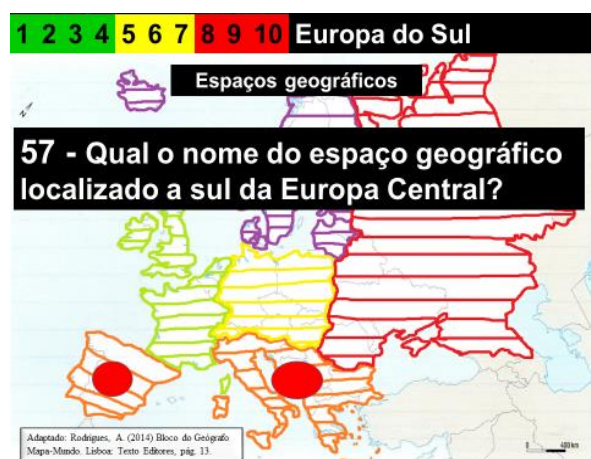 1 2 3 4 5 6 7 8 9 10 Europa do Sul
Espaços geográficos
57 - Qual o nome do espaço geográfico
localizado a sul da Europa Central?
Adaptado: Rodrigues, A. (2014) Bloco do Geógrafo
Mapa-Mundo. Lisboa: Texto Editores, pág. 13.
0 400 km